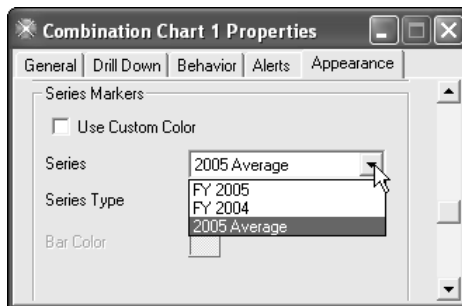 Combination Chart 1 Properties
General Drill Down Behavior Alerts Appearance
Series Markers
Use Custom Color
Series 2005 Average
FY 2005
Series Type FY 2004
2005 Average
Bar Color